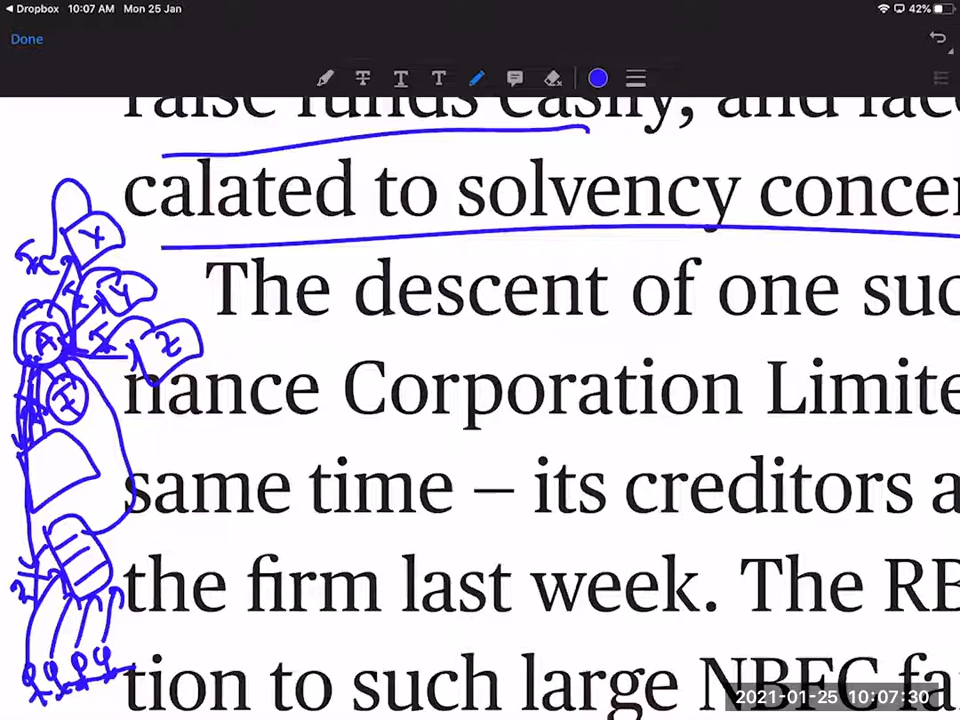 Dropbox 10:07 AM Mon 25 Jan 42%
Done
raise funds easily, and face
calated to solvency concer
The descent of one suc
nance Corporation Limite
same time – its creditors a
the firm last week. The RB
tion to such large NBFC fa
X
Y
Z
A
2021-01-25 10:07:30